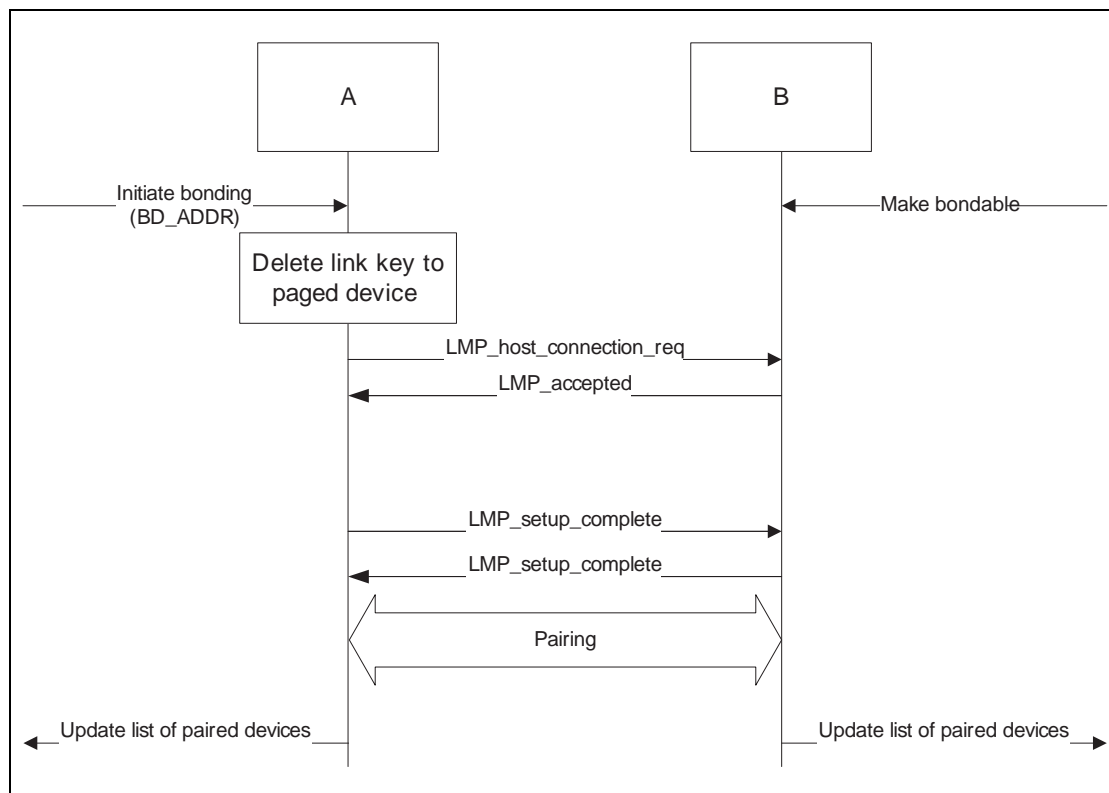 A
B
Initiate bonding
(BD_ADDR)
Make bondable
Delete link key to
paged device
LMP_host_connection_req
LMP_accepted
LMP_setup_complete
LMP_setup_complete
Pairing
Update list of paired devices
Update list of paired devices